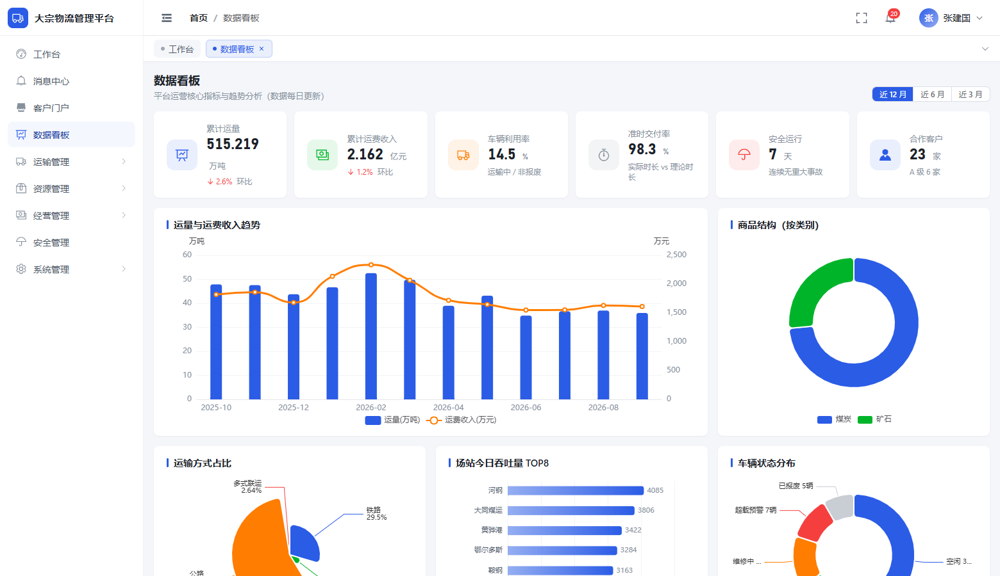 大宗物流管理平台
首页 / 数据看板
20
张 张建国
工作台
数据看板 ×
工作台
消息中心
客户门户
数据看板
运输管理
资源管理
经营管理
安全管理
系统管理
数据看板
平台运营核心指标与趋势分析（数据每日更新）
近 12 月 近 6 月 近 3 月
累计运量
515.219
万吨
↓ 2.6% 环比
累计运费收入
2.162 亿元
↓ 1.2% 环比
车辆利用率
14.5 %
运输中 / 非报废
准时交付率
98.3 %
实际时长 vs 理论时
长
安全运行
7 天
连续无重大事故
合作客户
23 家
A 级 6 家
运量与运费收入趋势
万吨 万元
60 2,500
50 2,000
40 1,500
30 1,000
20 500
10
0 0
2025-10 2025-12 2026-02 2026-04 2026-06 2026-08
运量(万吨) 运费收入(万元)
商品结构（按类别）
煤炭 矿石
运输方式占比
多式联运
2.64%
铁路
29.5%
公路
场站今日吞吐量 TOP8
河钢 4085
大同煤运 3806
黄骅港 3422
鄂尔多斯 3284
鞍钢 3163
车辆状态分布
已报废 5辆
超载预警 7辆
维修中 ...
空闲 3...